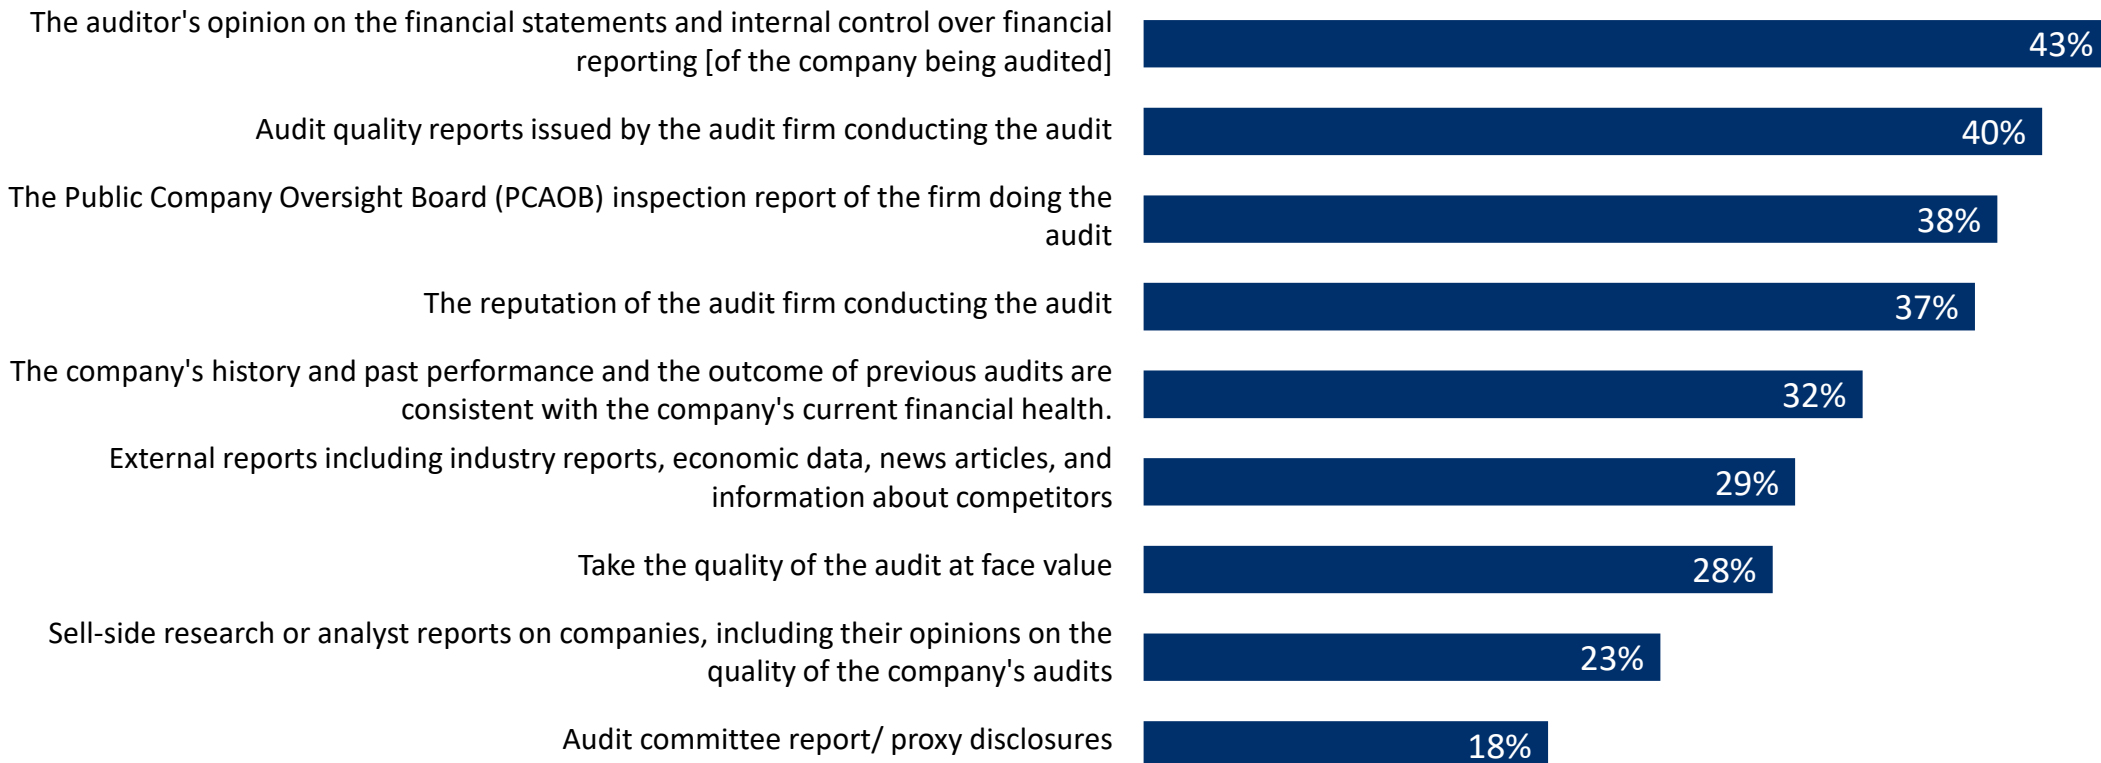 The auditor's opinion on the financial statements and internal control over financial
reporting [of the company being audited]
43%
Audit quality reports issued by the audit firm conducting the audit
40%
The Public Company Oversight Board (PCAOB) inspection report of the firm doing the
audit
38%
The reputation of the audit firm conducting the audit
37%
The company's history and past performance and the outcome of previous audits are
consistent with the company's current financial health.
32%
External reports including industry reports, economic data, news articles, and
information about competitors
29%
Take the quality of the audit at face value
28%
Sell-side research or analyst reports on companies, including their opinions on the
quality of the company's audits
23%
Audit committee report/ proxy disclosures
18%